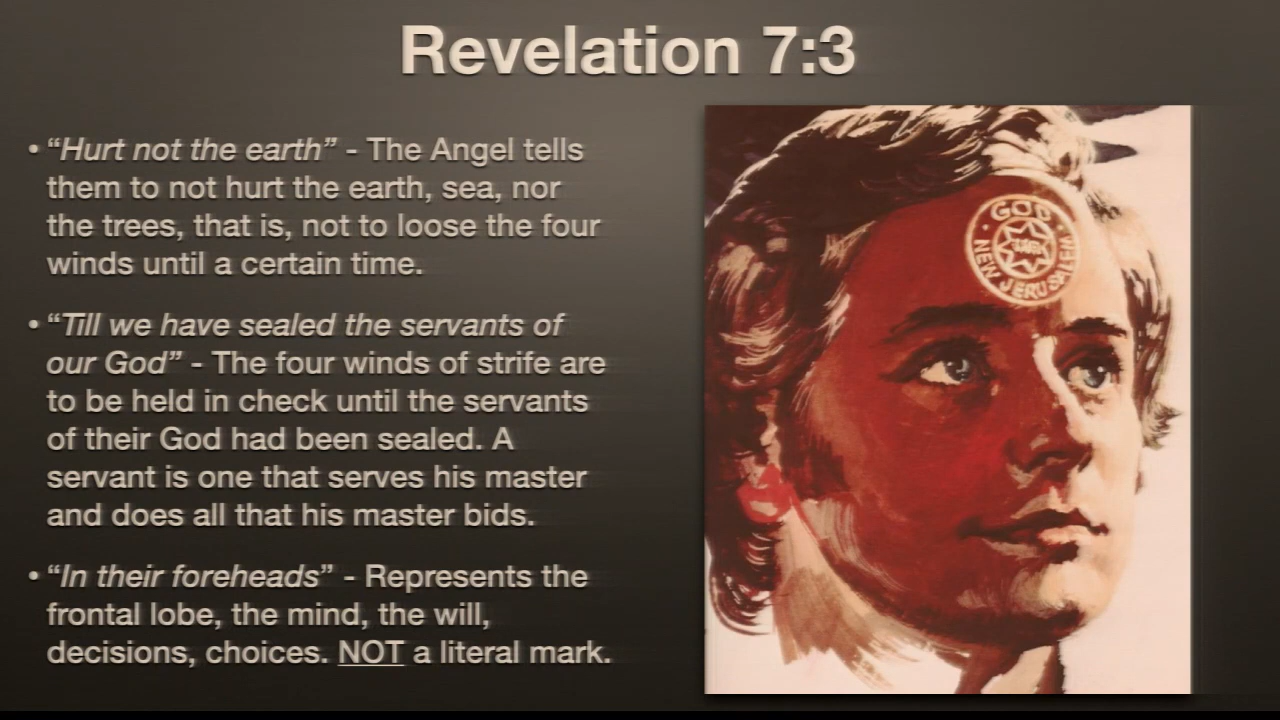 Revelation 7:3
• “Hurt not the earth” - The Angel tells
them to not hurt the earth, sea, nor
the trees, that is, not to loose the four
winds until a certain time.
• “Till we have sealed the servants of
our God” - The four winds of strife are
to be held in check until the servants
of their God had been sealed. A
servant is one that serves his master
and does all that his master bids.
• “In their foreheads” - Represents the
frontal lobe, the mind, the will,
decisions, choices. NOT a literal mark.
GOD
NEW JERUSALEM